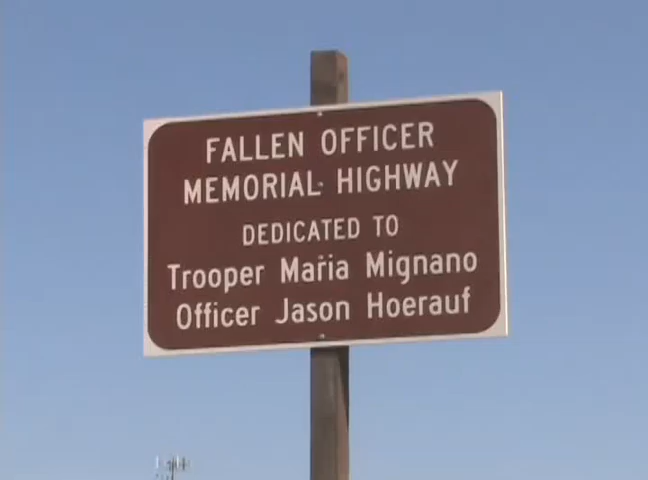 FALLEN OFFICER
MEMORIAL HIGHWAY
DEDICATED TO
Trooper Maria Mignano
Officer Jason Hoerauf